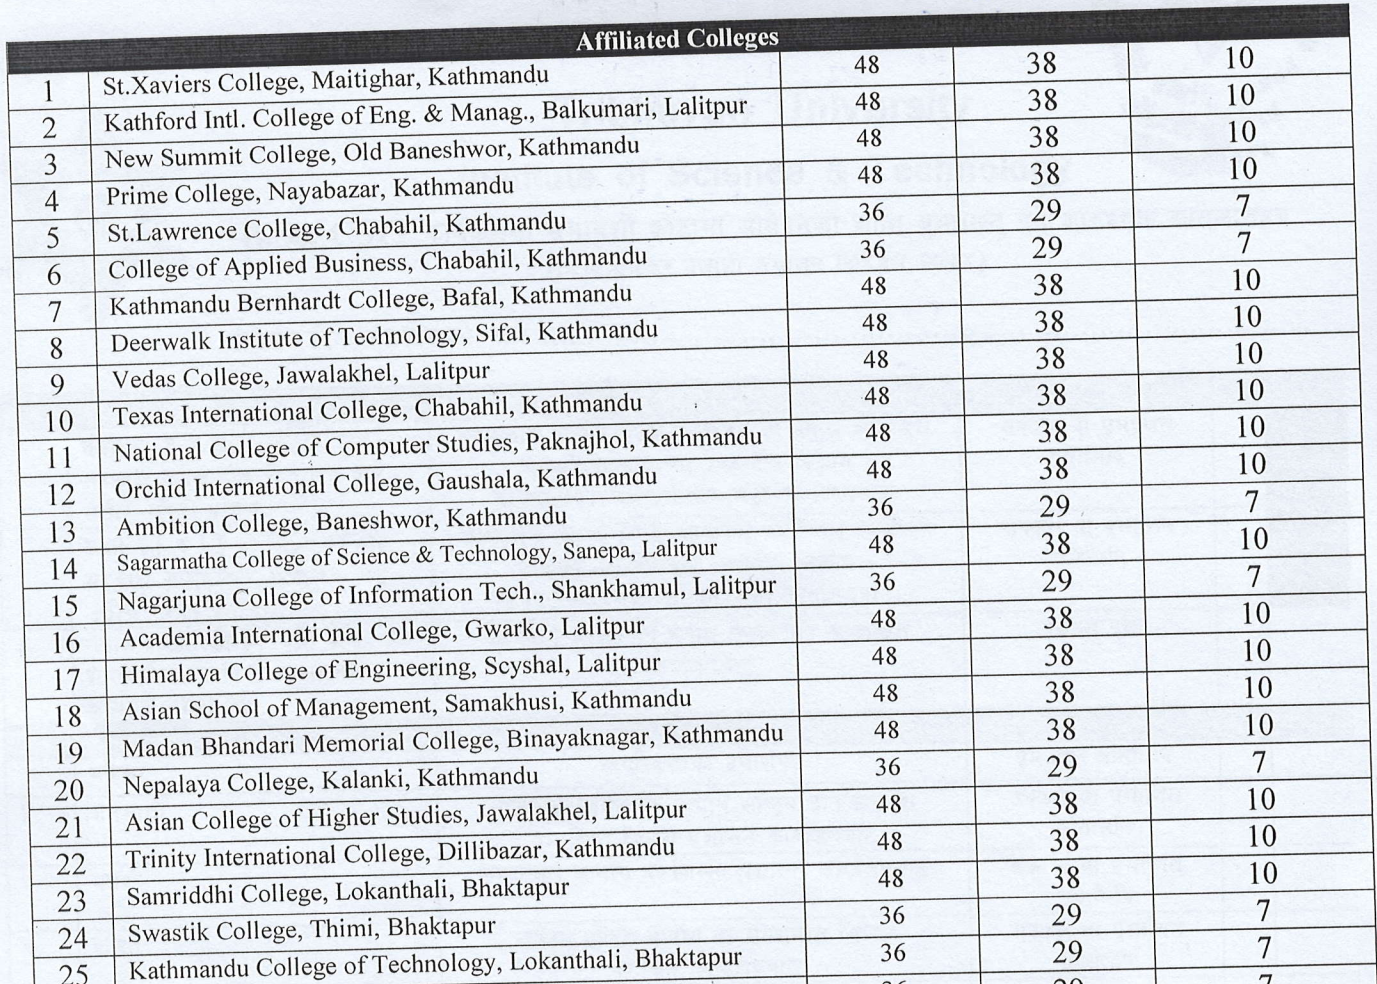 Affiliated Colleges
1 St.Xaviers College, Maitighar, Kathmandu 48 38 10
2 Kathford Intl. College of Eng. & Manag., Balkumari, Lalitpur 48 38 10
3 New Summit College, Old Baneshwor, Kathmandu 48 38 10
4 Prime College, Nayabazar, Kathmandu 48 38 10
5 St.Lawrence College, Chabahil, Kathmandu 36 29 7
6 College of Applied Business, Chabahil, Kathmandu 36 29 7
7 Kathmandu Bernhardt College, Bafal, Kathmandu 48 38 10
8 Deerwalk Institute of Technology, Sifal, Kathmandu 48 38 10
9 Vedas College, Jawalakhel, Lalitpur 48 38 10
10 Texas International College, Chabahil, Kathmandu 48 38 10
11 National College of Computer Studies, Paknajhol, Kathmandu 48 38 10
12 Orchid International College, Gaushala, Kathmandu 48 38 10
13 Ambition College, Baneshwor, Kathmandu 36 29 7
14 Sagarmatha College of Science & Technology, Sanepa, Lalitpur 48 38 10
15 Nagarjuna College of Information Tech., Shankhamul, Lalitpur 36 29 7
16 Academia International College, Gwarko, Lalitpur 48 38 10
17 Himalaya College of Engineering, Scyshal, Lalitpur 48 38 10
18 Asian School of Management, Samakhusi, Kathmandu 48 38 10
19 Madan Bhandari Memorial College, Binayaknagar, Kathmandu 48 38 10
20 Nepalaya College, Kalanki, Kathmandu 36 29 7
21 Asian College of Higher Studies, Jawalakhel, Lalitpur 48 38 10
22 Trinity International College, Dillibazar, Kathmandu 48 38 10
23 Samriddhi College, Lokanthali, Bhaktapur 48 38 10
24 Swastik College, Thimi, Bhaktapur 36 29 7
25 Kathmandu College of Technology, Lokanthali, Bhaktapur 36 29 7